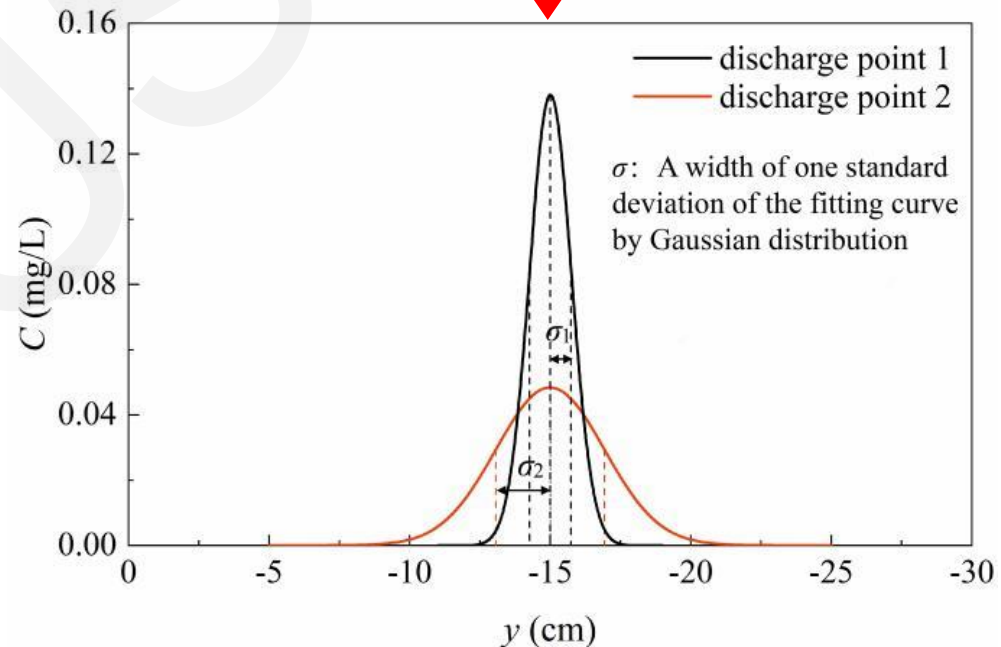 0.16
0.12
0.08
0.04
0.00
C (mg/L)
discharge point 1
discharge point 2
σ: A width of one standard
deviation of the fitting curve
by Gaussian distribution
σ1
σ2
0 -5 -10 -15 -20 -25 -30
y (cm)